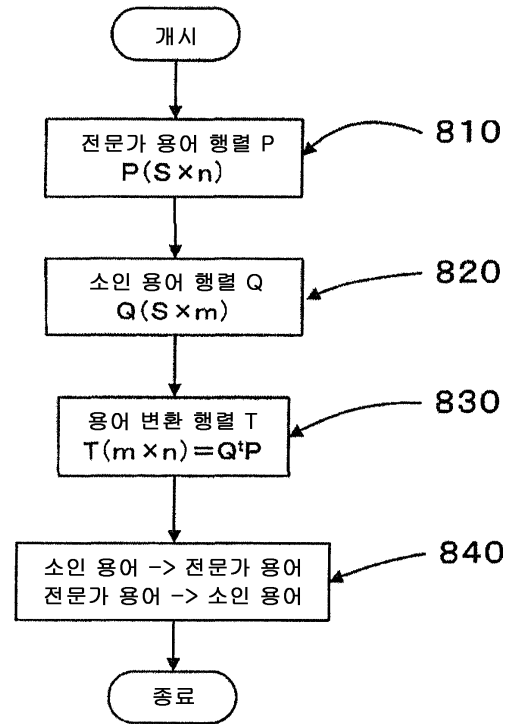 개시
전문가 용어 행렬 P
P(S×n)
810
소인 용어 행렬 Q
Q(S×m)
820
용어 변환 행렬 T
T(m×n)=QᵗP
830
소인 용어 -> 전문가 용어
전문가 용어 -> 소인 용어
840
종료